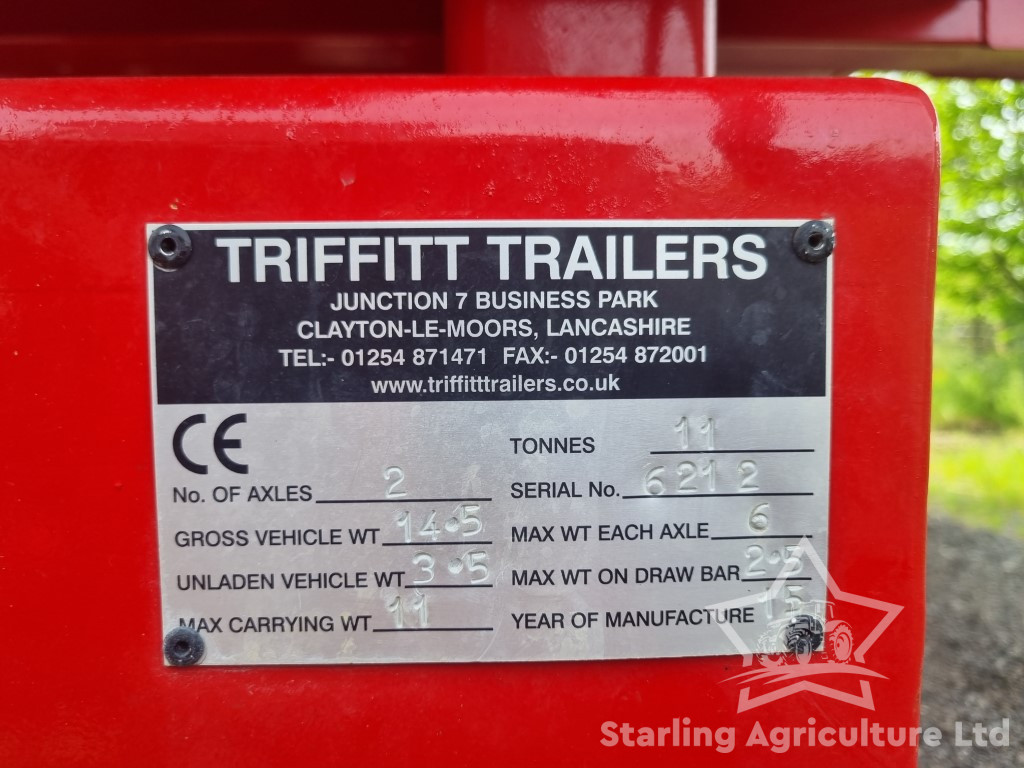 TRIFFITT TRAILERS
JUNCTION 7 BUSINESS PARK
CLAYTON-LE-MOORS, LANCASHIRE
TEL:- 01254 871471 FAX:- 01254 872001
www.triffitttrailers.co.uk
CE
TONNES 11
No. OF AXLES 2
SERIAL No. 6212
GROSS VEHICLE WT 14.5
MAX WT EACH AXLE 6
UNLADEN VEHICLE WT 3.5
MAX WT ON DRAW BAR 2.5
MAX CARRYING WT 11
YEAR OF MANUFACTURE 15
Starling Agriculture Ltd